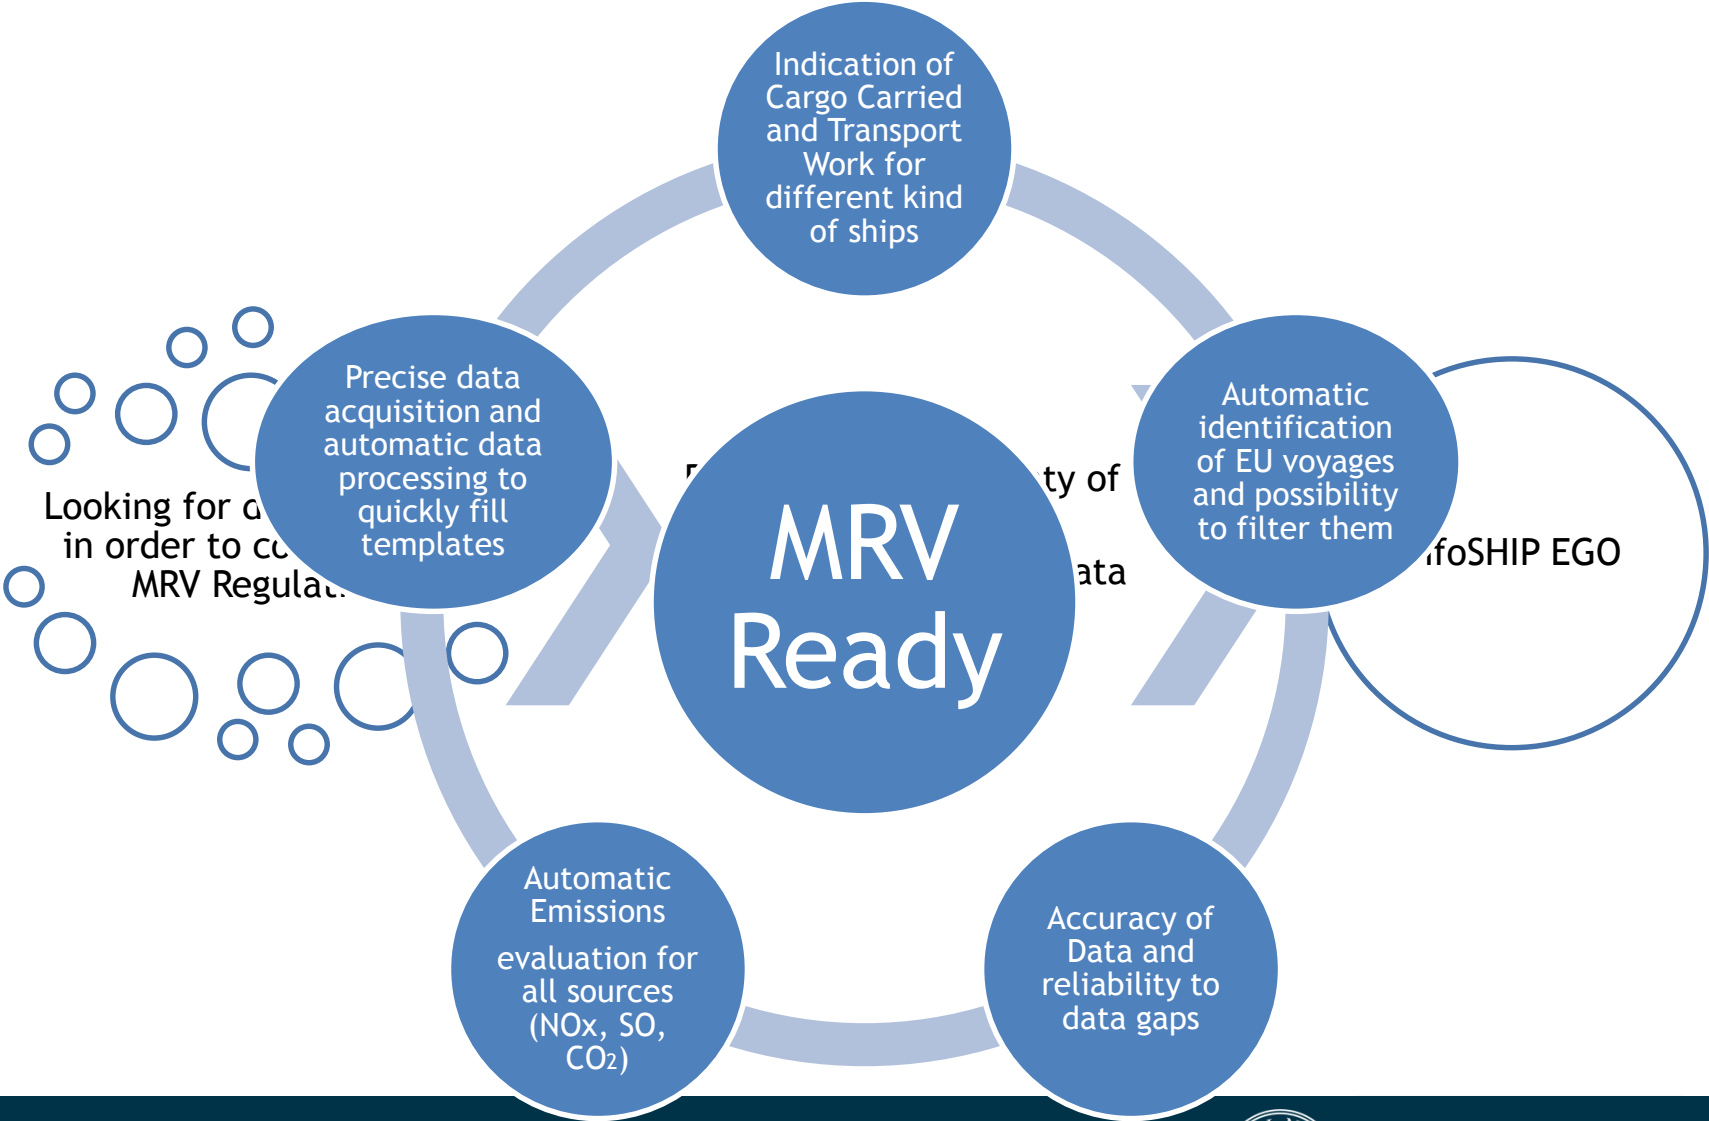 Indication of
Cargo Carried
and Transport
Work for
different kind
of ships
Precise data
acquisition and
automatic data
processing to
quickly fill
templates
Automatic
identification
of EU voyages
and possibility
to filter them
MRV
Ready
Looking for
in order to
MRV
of
EGO
Automatic
Emissions
evaluation for
all sources
(NOx, SO,
CO2)
Accuracy of
Data and
reliability to
data gaps